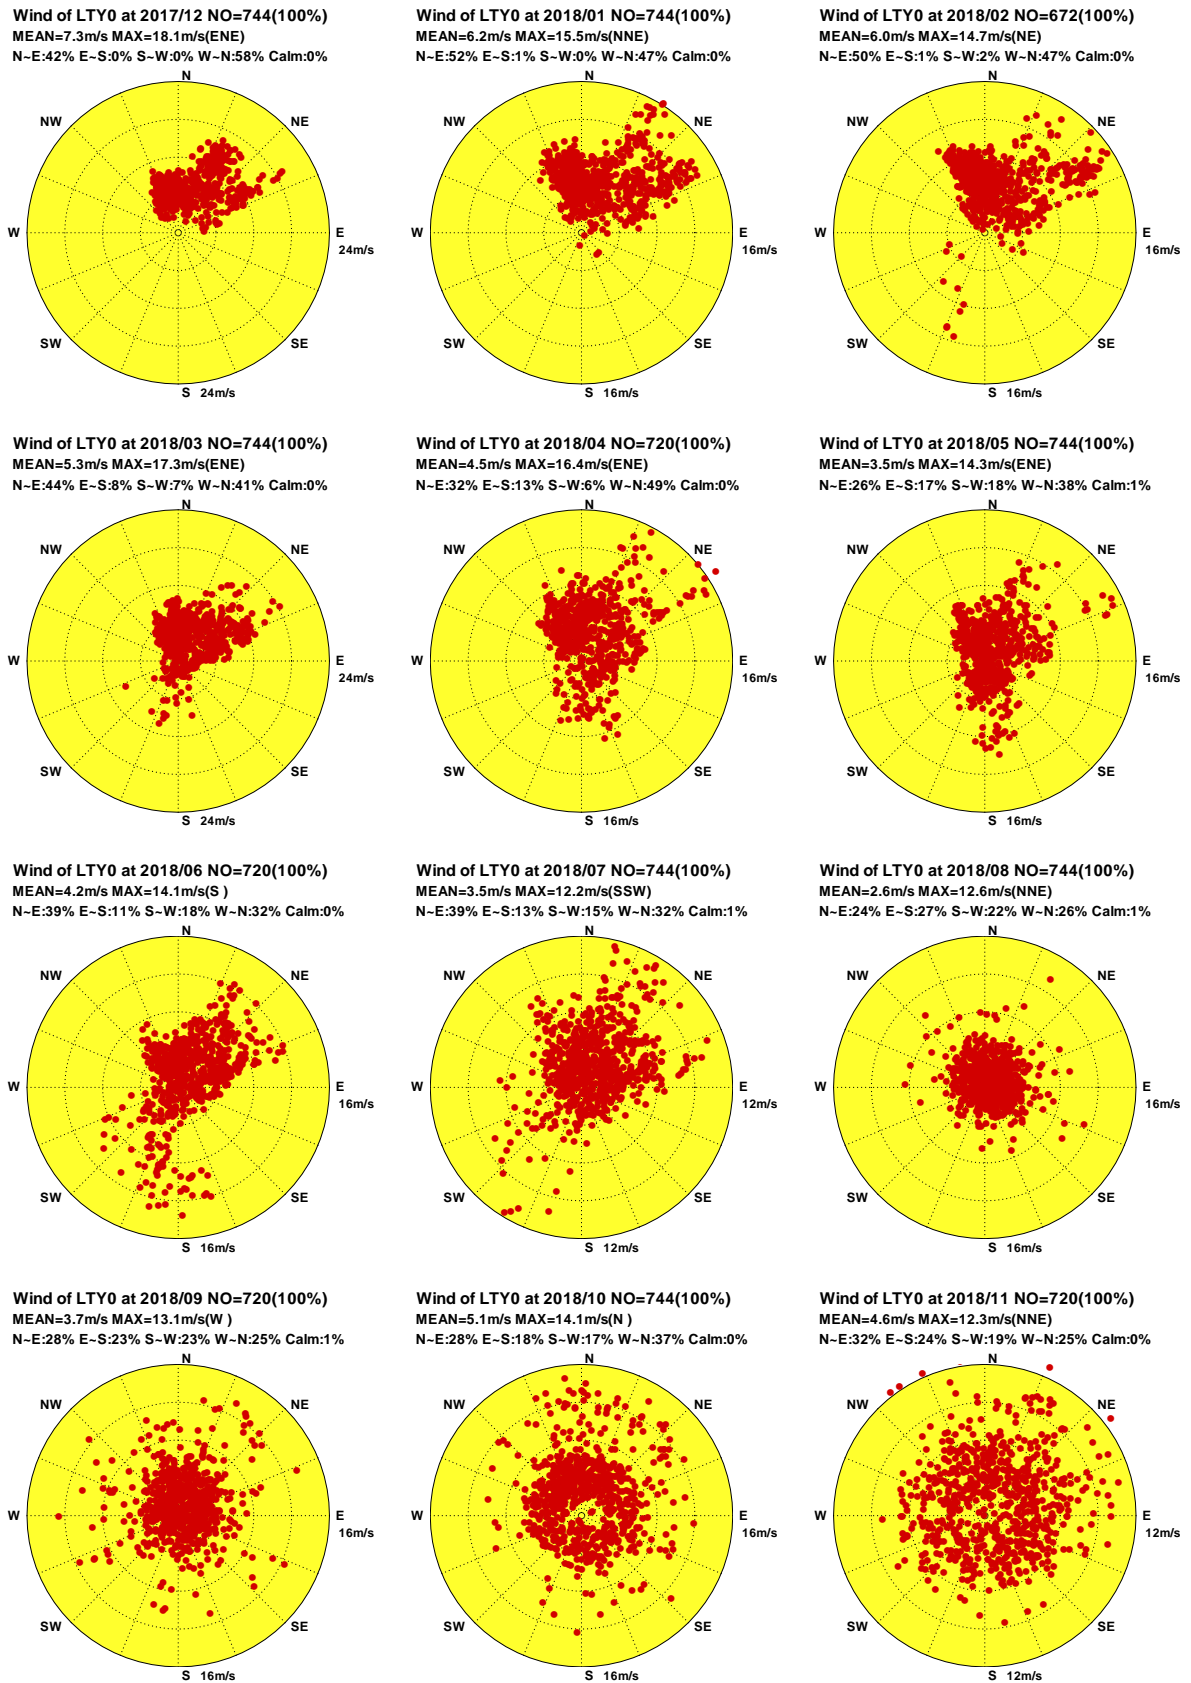 Wind of LTY0 at 2017/12 NO=744(100%)
MEAN=7.3m/s MAX=18.1m/s(ENE)
N~E:42% E~S:0% S~W:0% W~N:58% Calm:0%
N
NW
NE
W
E
24m/s
SW
SE
S 24m/s
Wind of LTY0 at 2018/01 NO=744(100%)
MEAN=6.2m/s MAX=15.5m/s(NNE)
N~E:52% E~S:1% S~W:0% W~N:47% Calm:0%
N
NW
NE
W
E
16m/s
SW
SE
S 16m/s
Wind of LTY0 at 2018/02 NO=672(100%)
MEAN=6.0m/s MAX=14.7m/s(NE)
N~E:50% E~S:1% S~W:2% W~N:47% Calm:0%
N
NW
NE
W
E
16m/s
SW
SE
S 16m/s
Wind of LTY0 at 2018/03 NO=744(100%)
MEAN=5.3m/s MAX=17.3m/s(ENE)
N~E:44% E~S:8% S~W:7% W~N:41% Calm:0%
N
NW
NE
W
E
24m/s
SW
SE
S 24m/s
Wind of LTY0 at 2018/04 NO=720(100%)
MEAN=4.5m/s MAX=16.4m/s(ENE)
N~E:32% E~S:13% S~W:6% W~N:49% Calm:0%
N
NW
NE
W
E
16m/s
SW
SE
S 16m/s
Wind of LTY0 at 2018/05 NO=744(100%)
MEAN=3.5m/s MAX=14.3m/s(ENE)
N~E:26% E~S:17% S~W:18% W~N:38% Calm:1%
N
NW
NE
W
E
16m/s
SW
SE
S 16m/s
Wind of LTY0 at 2018/06 NO=720(100%)
MEAN=4.2m/s MAX=14.1m/s(S )
N~E:39% E~S:11% S~W:18% W~N:32% Calm:0%
N
NW
NE
W
E
16m/s
SW
SE
S 16m/s
Wind of LTY0 at 2018/07 NO=744(100%)
MEAN=3.5m/s MAX=12.2m/s(SSW)
N~E:39% E~S:13% S~W:15% W~N:32% Calm:1%
N
NW
NE
W
E
12m/s
SW
SE
S 12m/s
Wind of LTY0 at 2018/08 NO=744(100%)
MEAN=2.6m/s MAX=12.6m/s(NNE)
N~E:24% E~S:27% S~W:22% W~N:26% Calm:1%
N
NW
NE
W
E
16m/s
SW
SE
S 16m/s
Wind of LTY0 at 2018/09 NO=720(100%)
MEAN=3.7m/s MAX=13.1m/s(W )
N~E:28% E~S:23% S~W:23% W~N:25% Calm:1%
N
NW
NE
W
E
16m/s
SW
SE
S 16m/s
Wind of LTY0 at 2018/10 NO=744(100%)
MEAN=5.1m/s MAX=14.1m/s(N )
N~E:28% E~S:18% S~W:17% W~N:37% Calm:0%
N
NW
NE
W
E
16m/s
SW
SE
S 16m/s
Wind of LTY0 at 2018/11 NO=720(100%)
MEAN=4.6m/s MAX=12.3m/s(NNE)
N~E:32% E~S:24% S~W:19% W~N:25% Calm:0%
N
NW
NE
W
E
12m/s
SW
SE
S 12m/s